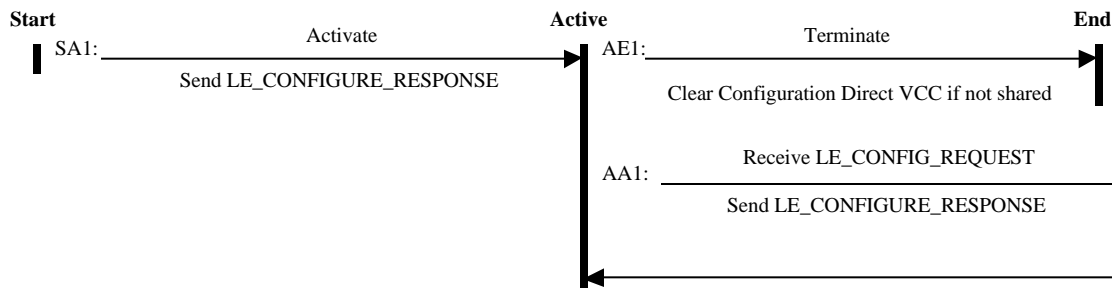 Start
Active
End
SA1:
Activate
Send LE_CONFIGURE_RESPONSE
AE1:
Terminate
Clear Configuration Direct VCC if not shared
AA1:
Receive LE_CONFIG_REQUEST
Send LE_CONFIGURE_RESPONSE